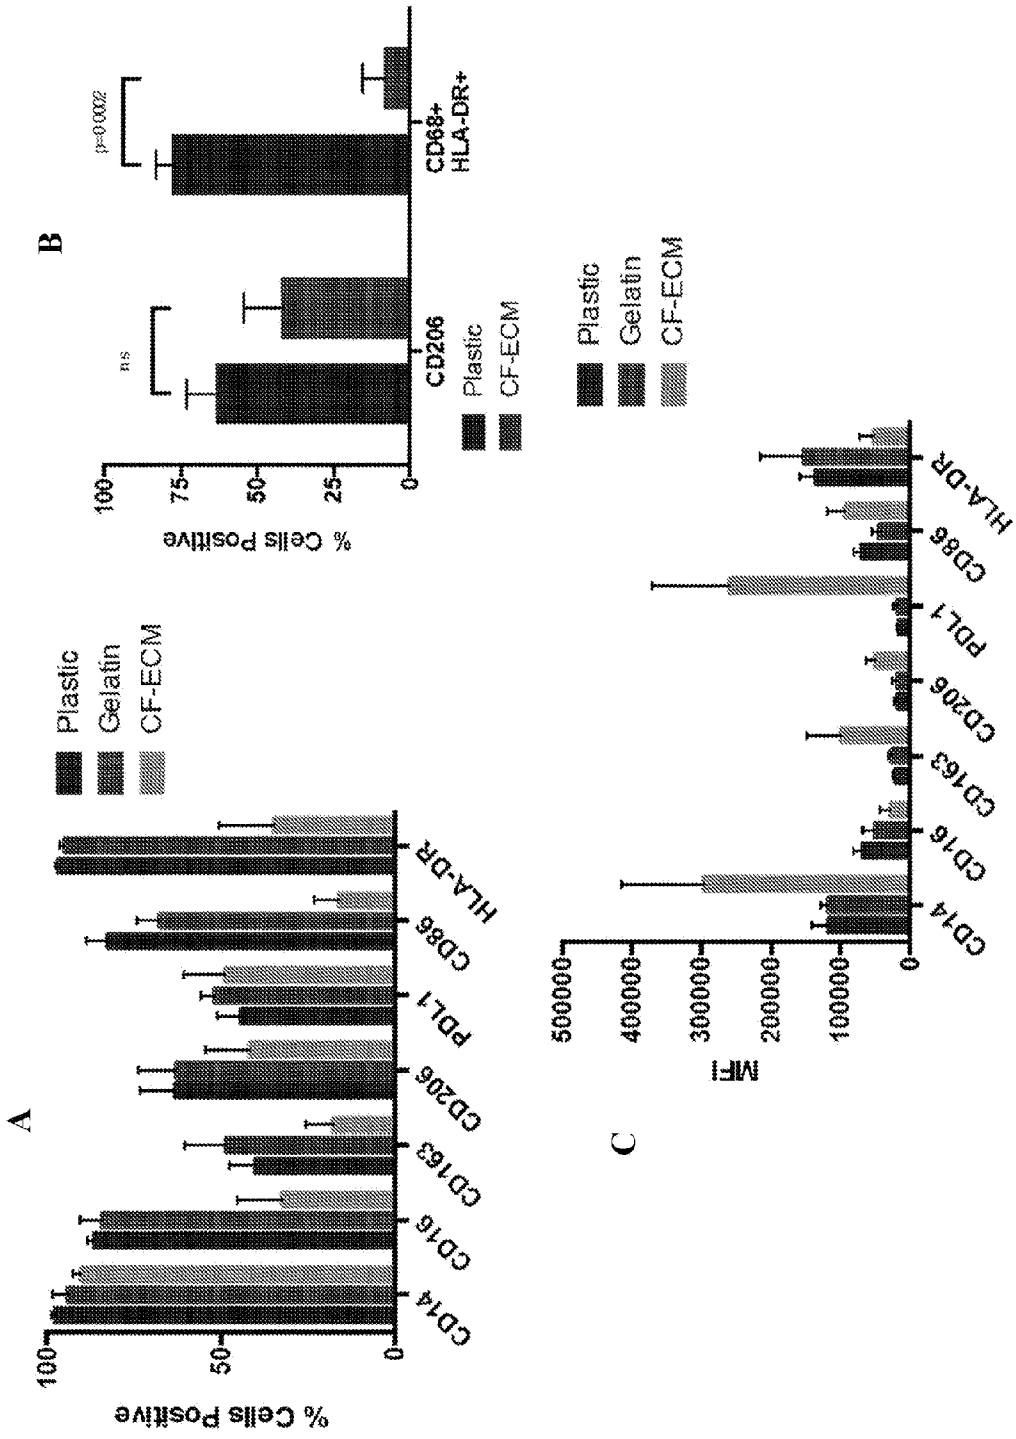 A
% Cells Positive
100
50
0
CD14
CD16
CD163
CD206
PDL1
CD86
HLA-DR
Plastic
Gelatin
CF-ECM
B
% Cells Positive
100
75
50
25
0
ns
p=0.0002
CD206
CD68+
HLA-DR+
Plastic
CF-ECM
C
MFI
500000
400000
300000
200000
100000
0
CD14
CD16
CD163
CD206
PDL1
CD86
HLA-DR
Plastic
Gelatin
CF-ECM